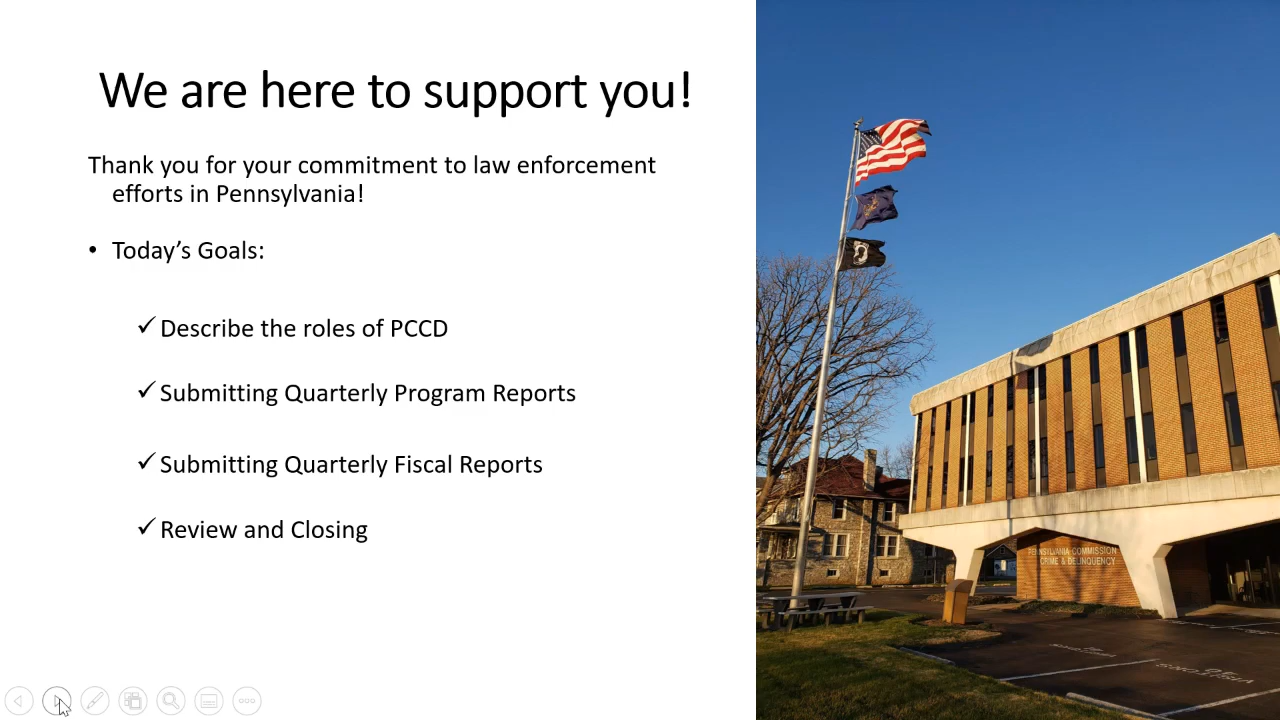 We are here to support you!
Thank you for your commitment to law enforcement
efforts in Pennsylvania!
• Today’s Goals:
✓ Describe the roles of PCCD
✓ Submitting Quarterly Program Reports
✓ Submitting Quarterly Fiscal Reports
✓ Review and Closing
PENNSYLVANIA COMMISSION
CRIME & DELINQUENCY